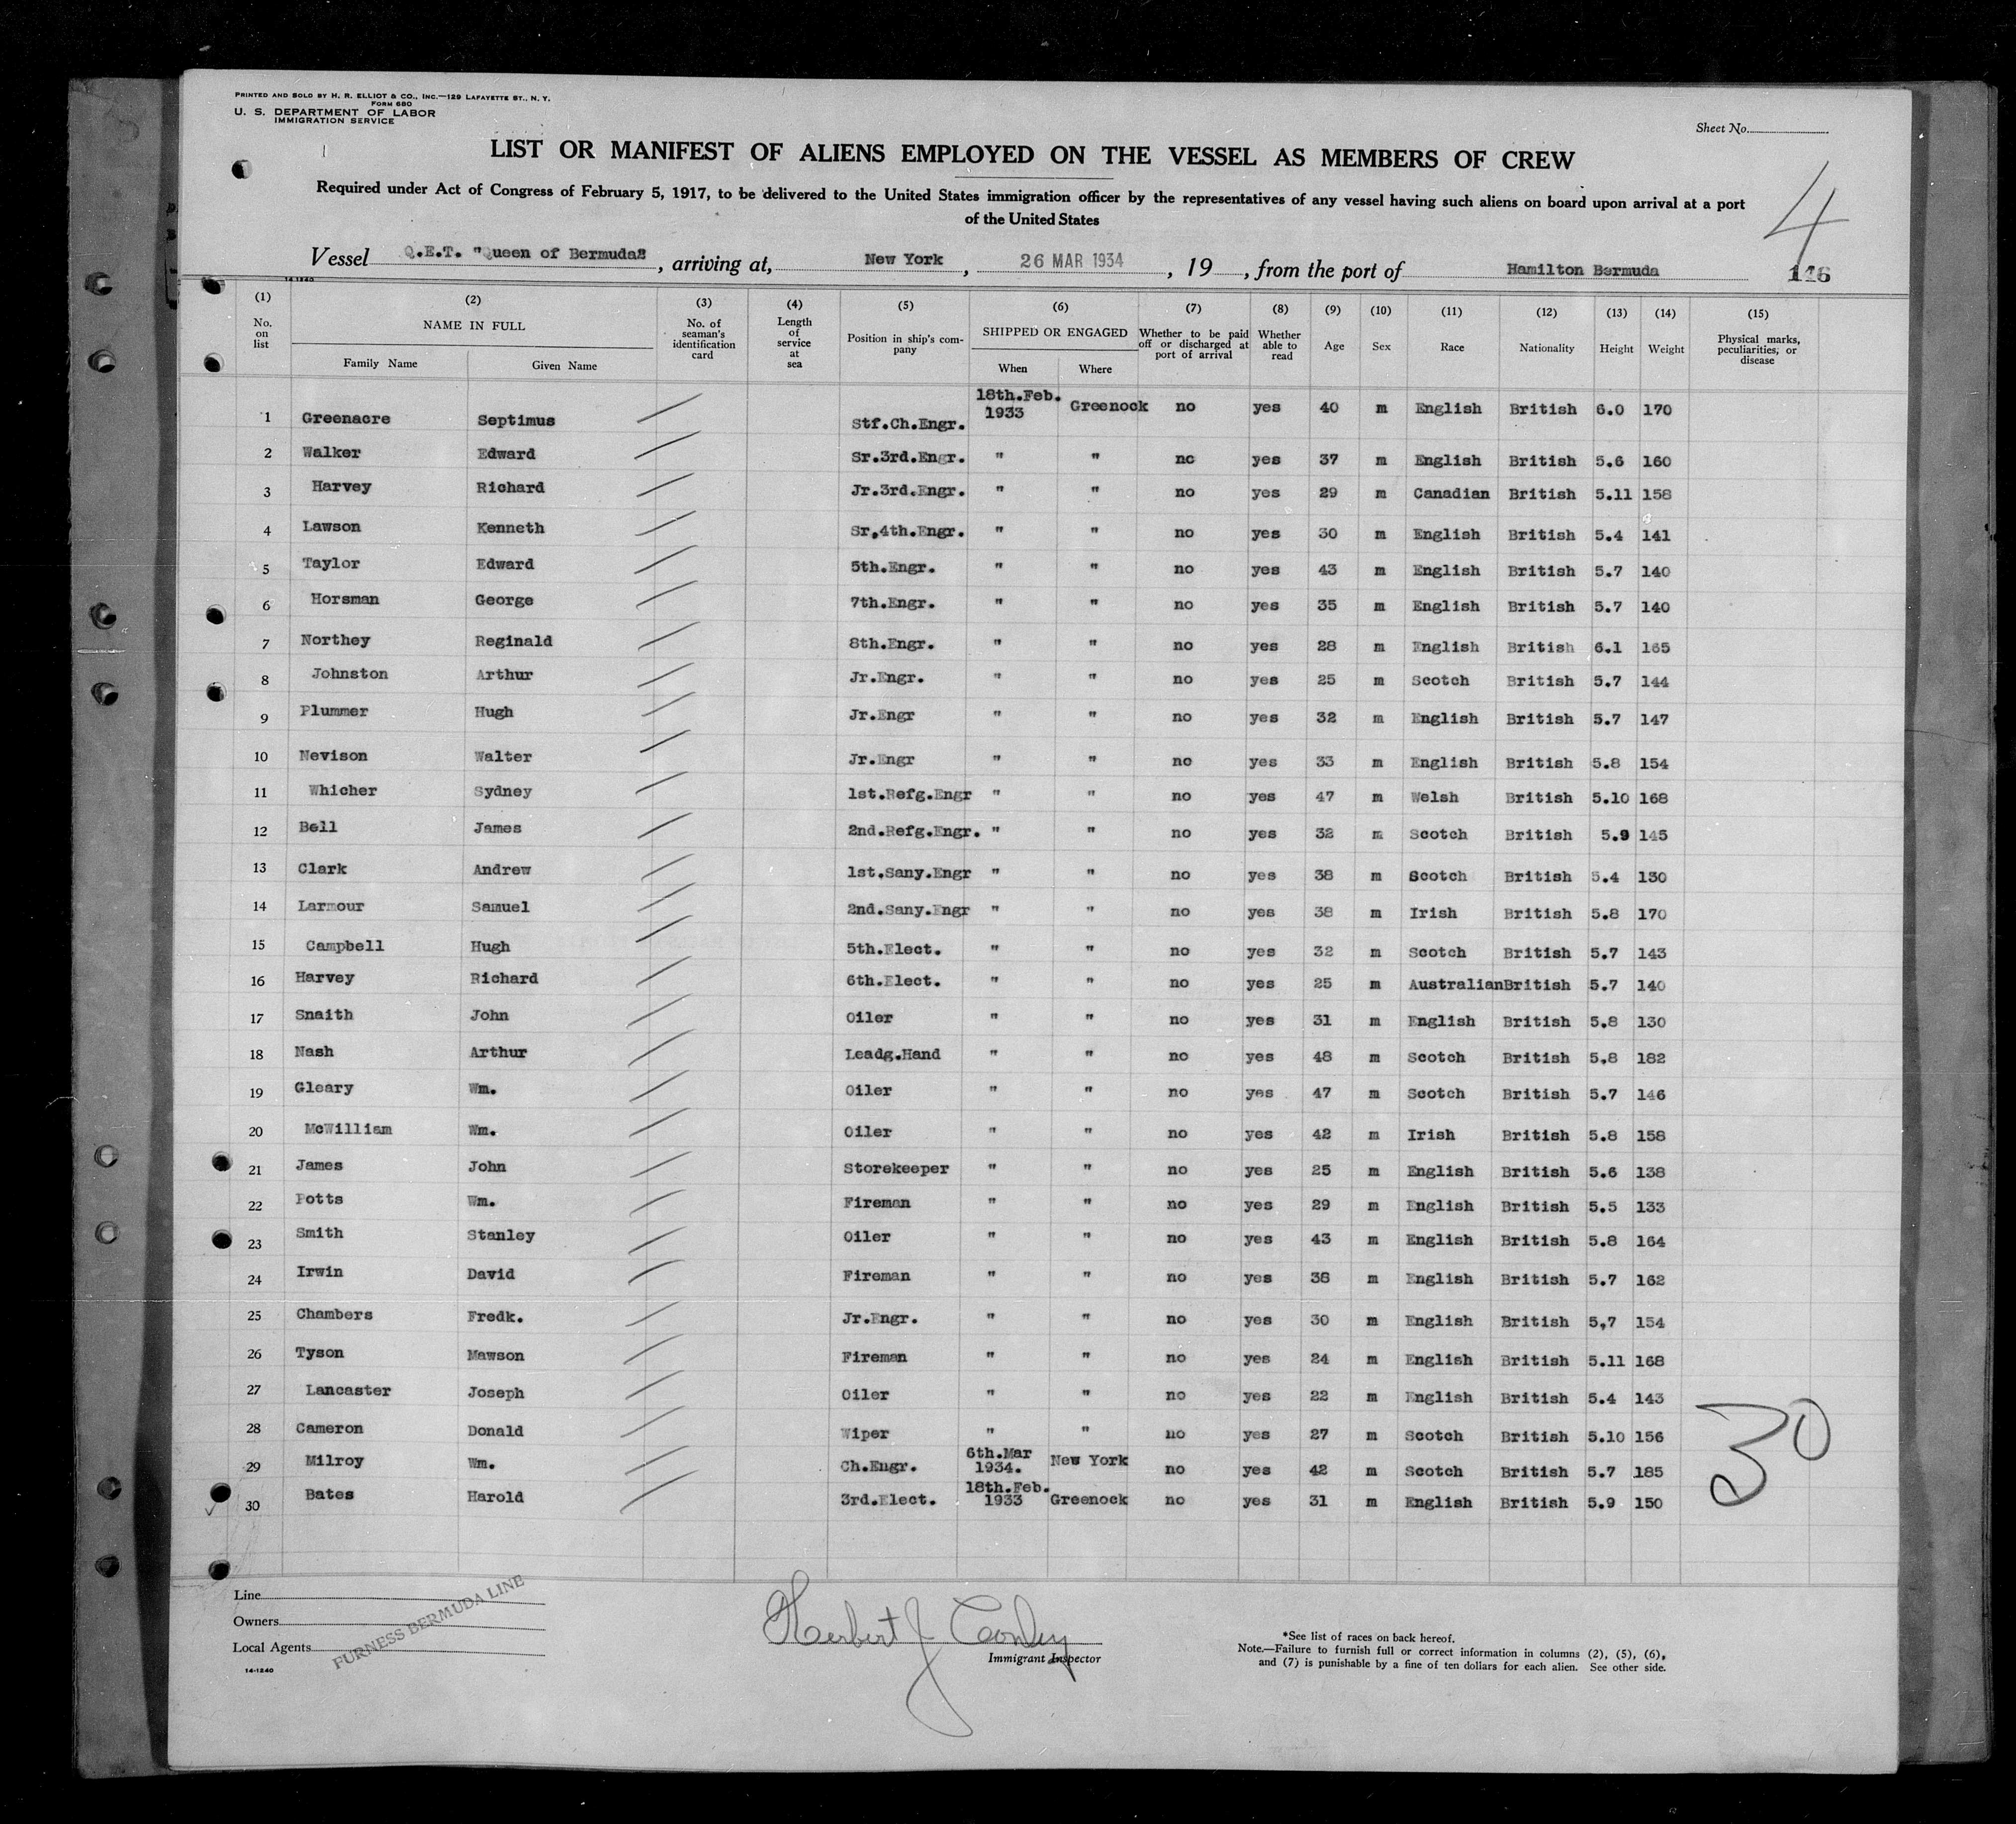 PRINTED AND SOLD BY H. R. ELLIOT & CO., INC.—129 LAFAYETTE ST., N. Y.
FORM 680
U. S. DEPARTMENT OF LABOR
IMMIGRATION SERVICE
Sheet No.
LIST OR MANIFEST OF ALIENS EMPLOYED ON THE VESSEL AS MEMBERS OF CREW
Required under Act of Congress of February 5, 1917, to be delivered to the United States immigration officer by the representatives of any vessel having such aliens on board upon arrival at a port
of the United States
4
Vessel Q.E.T. "Queen of Bermuda" , arriving at, New York , 26 MAR 1934 , 19 , from the port of Hamilton Bermuda 116
14-1240
(1) (2) (3) (4) (5) (6) (7) (8) (9) (10) (11) (12) (13) (14) (15)
No. on list NAME IN FULL Family Name Given Name No. of seaman's identification card Length of service at sea Position in ship's company SHIPPED OR ENGAGED When Where Whether to be paid off or discharged at port of arrival Whether able to read Age Sex Race Nationality Height Weight Physical marks, peculiarities, or disease
1 Greenacre Septimus Stf.Ch.Engr. 18th.Feb. 1933 Greenock no yes 40 m English British 6.0 170
2 Walker Edward Sr.3rd.Engr. " " no yes 37 m English British 5.6 160
3 Harvey Richard Jr.3rd.Engr. " " no yes 29 m Canadian British 5.11 158
4 Lawson Kenneth Sr.4th.Engr. " " no yes 30 m English British 5.4 141
5 Taylor Edward 5th.Engr. " " no yes 43 m English British 5.7 140
6 Horsman George 7th.Engr. " " no yes 35 m English British 5.7 140
7 Northey Reginald 8th.Engr. " " no yes 28 m English British 6.1 165
8 Johnston Arthur Jr.Engr. " " no yes 25 m Scotch British 5.7 144
9 Plummer Hugh Jr.Engr " " no yes 32 m English British 5.7 147
10 Nevison Walter Jr.Engr " " no yes 33 m English British 5.8 154
11 Whicher Sydney 1st.Refg.Engr " " no yes 47 m Welsh British 5.10 168
12 Bell James 2nd.Refg.Engr. " " no yes 32 m Scotch British 5.9 145
13 Clark Andrew 1st.Sany.Engr " " no yes 38 m Scotch British 5.4 130
14 Larmour Samuel 2nd.Sany.Engr " " no yes 38 m Irish British 5.8 170
15 Campbell Hugh 5th.Elect. " " no yes 32 m Scotch British 5.7 143
16 Harvey Richard 6th.Elect. " " no yes 25 m Australian British 5.7 140
17 Snaith John Oiler " " no yes 31 m English British 5.8 130
18 Nash Arthur Leadg.Hand " " no yes 48 m Scotch British 5.8 182
19 Gleary Wm. Oiler " " no yes 47 m Scotch British 5.7 146
20 McWilliam Wm. Oiler " " no yes 42 m Irish British 5.8 158
21 James John Storekeeper " " no yes 25 m English British 5.6 138
22 Potts Wm. Fireman " " no yes 29 m English British 5.5 133
23 Smith Stanley Oiler " " no yes 43 m English British 5.8 164
24 Irwin David Fireman " " no yes 38 m English British 5.7 162
25 Chambers Fredk. Jr.Engr. " " no yes 30 m English British 5,7 154
26 Tyson Mawson Fireman " " no yes 24 m English British 5.11 168
27 Lancaster Joseph Oiler " " no yes 22 m English British 5.4 143
28 Cameron Donald Wiper " " no yes 27 m Scotch British 5.10 156
29 Milroy Wm. Ch.Engr. 6th.Mar 1934. New York no yes 42 m Scotch British 5.7 185
30 Bates Harold 3rd.Elect. 18th.Feb. 1933 Greenock no yes 31 m English British 5.9 150
30
Line
Owners
Local Agents
FURNESS BERMUDA LINE
14-1240
Herbert J Conley
Immigrant Inspector
*See list of races on back hereof.
Note.—Failure to furnish full or correct information in columns (2), (5), (6), and (7) is punishable by a fine of ten dollars for each alien. See other side.